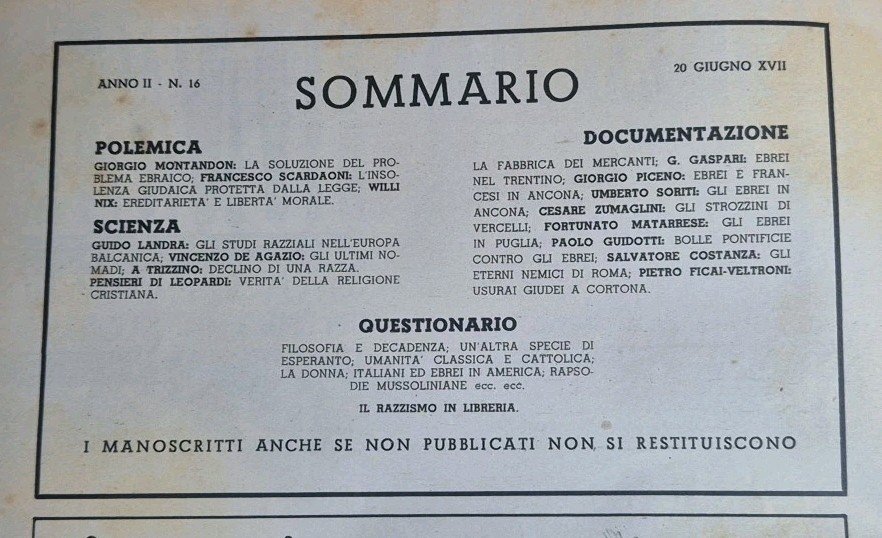 ANNO II - N. 16
SOMMARIO
20 GIUGNO XVII
POLEMICA
GIORGIO MONTANDON: LA SOLUZIONE DEL PRO-
BLEMA EBRAICO; FRANCESCO SCARDAONI: L'INSO-
LENZA GIUDAICA PROTETTA DALLA LEGGE; WILLI
NIX: EREDITARIETA' E LIBERTA' MORALE.
SCIENZA
GUIDO LANDRA: GLI STUDI RAZZIALI NELL'EUROPA
BALCANICA; VINCENZO DE AGAZIO: GLI ULTIMI NO-
MADI; A TRIZZINO: DECLINO DI UNA RAZZA.
PENSIERI DI LEOPARDI: VERITA' DELLA RELIGIONE
CRISTIANA.
DOCUMENTAZIONE
LA FABBRICA DEI MERCANTI; G. GASPARI: EBREI
NEL TRENTINO; GIORGIO PICENO: EBREI E FRAN-
CESI IN ANCONA; UMBERTO SORITI: GLI EBREI IN
ANCONA; CESARE ZUMAGLINI: GLI STROZZINI DI
VERCELLI; FORTUNATO MATARRESE: GLI EBREI
IN PUGLIA; PAOLO GUIDOTTI: BOLLE PONTIFICIE
CONTRO GLI EBREI; SALVATORE COSTANZA: GLI
ETERNI NEMICI DI ROMA; PIETRO FICAI-VELTRONI:
USURAI GIUDEI A CORTONA.
QUESTIONARIO
FILOSOFIA E DECADENZA; UN'ALTRA SPECIE DI
ESPERANTO; UMANITA' CLASSICA E CATTOLICA;
LA DONNA; ITALIANI ED EBREI IN AMERICA; RAPSO-
DIE MUSSOLINIANE ecc. ecc.
IL RAZZISMO IN LIBRERIA.
I MANOSCRITTI ANCHE SE NON PUBBLICATI NON SI RESTITUISCONO